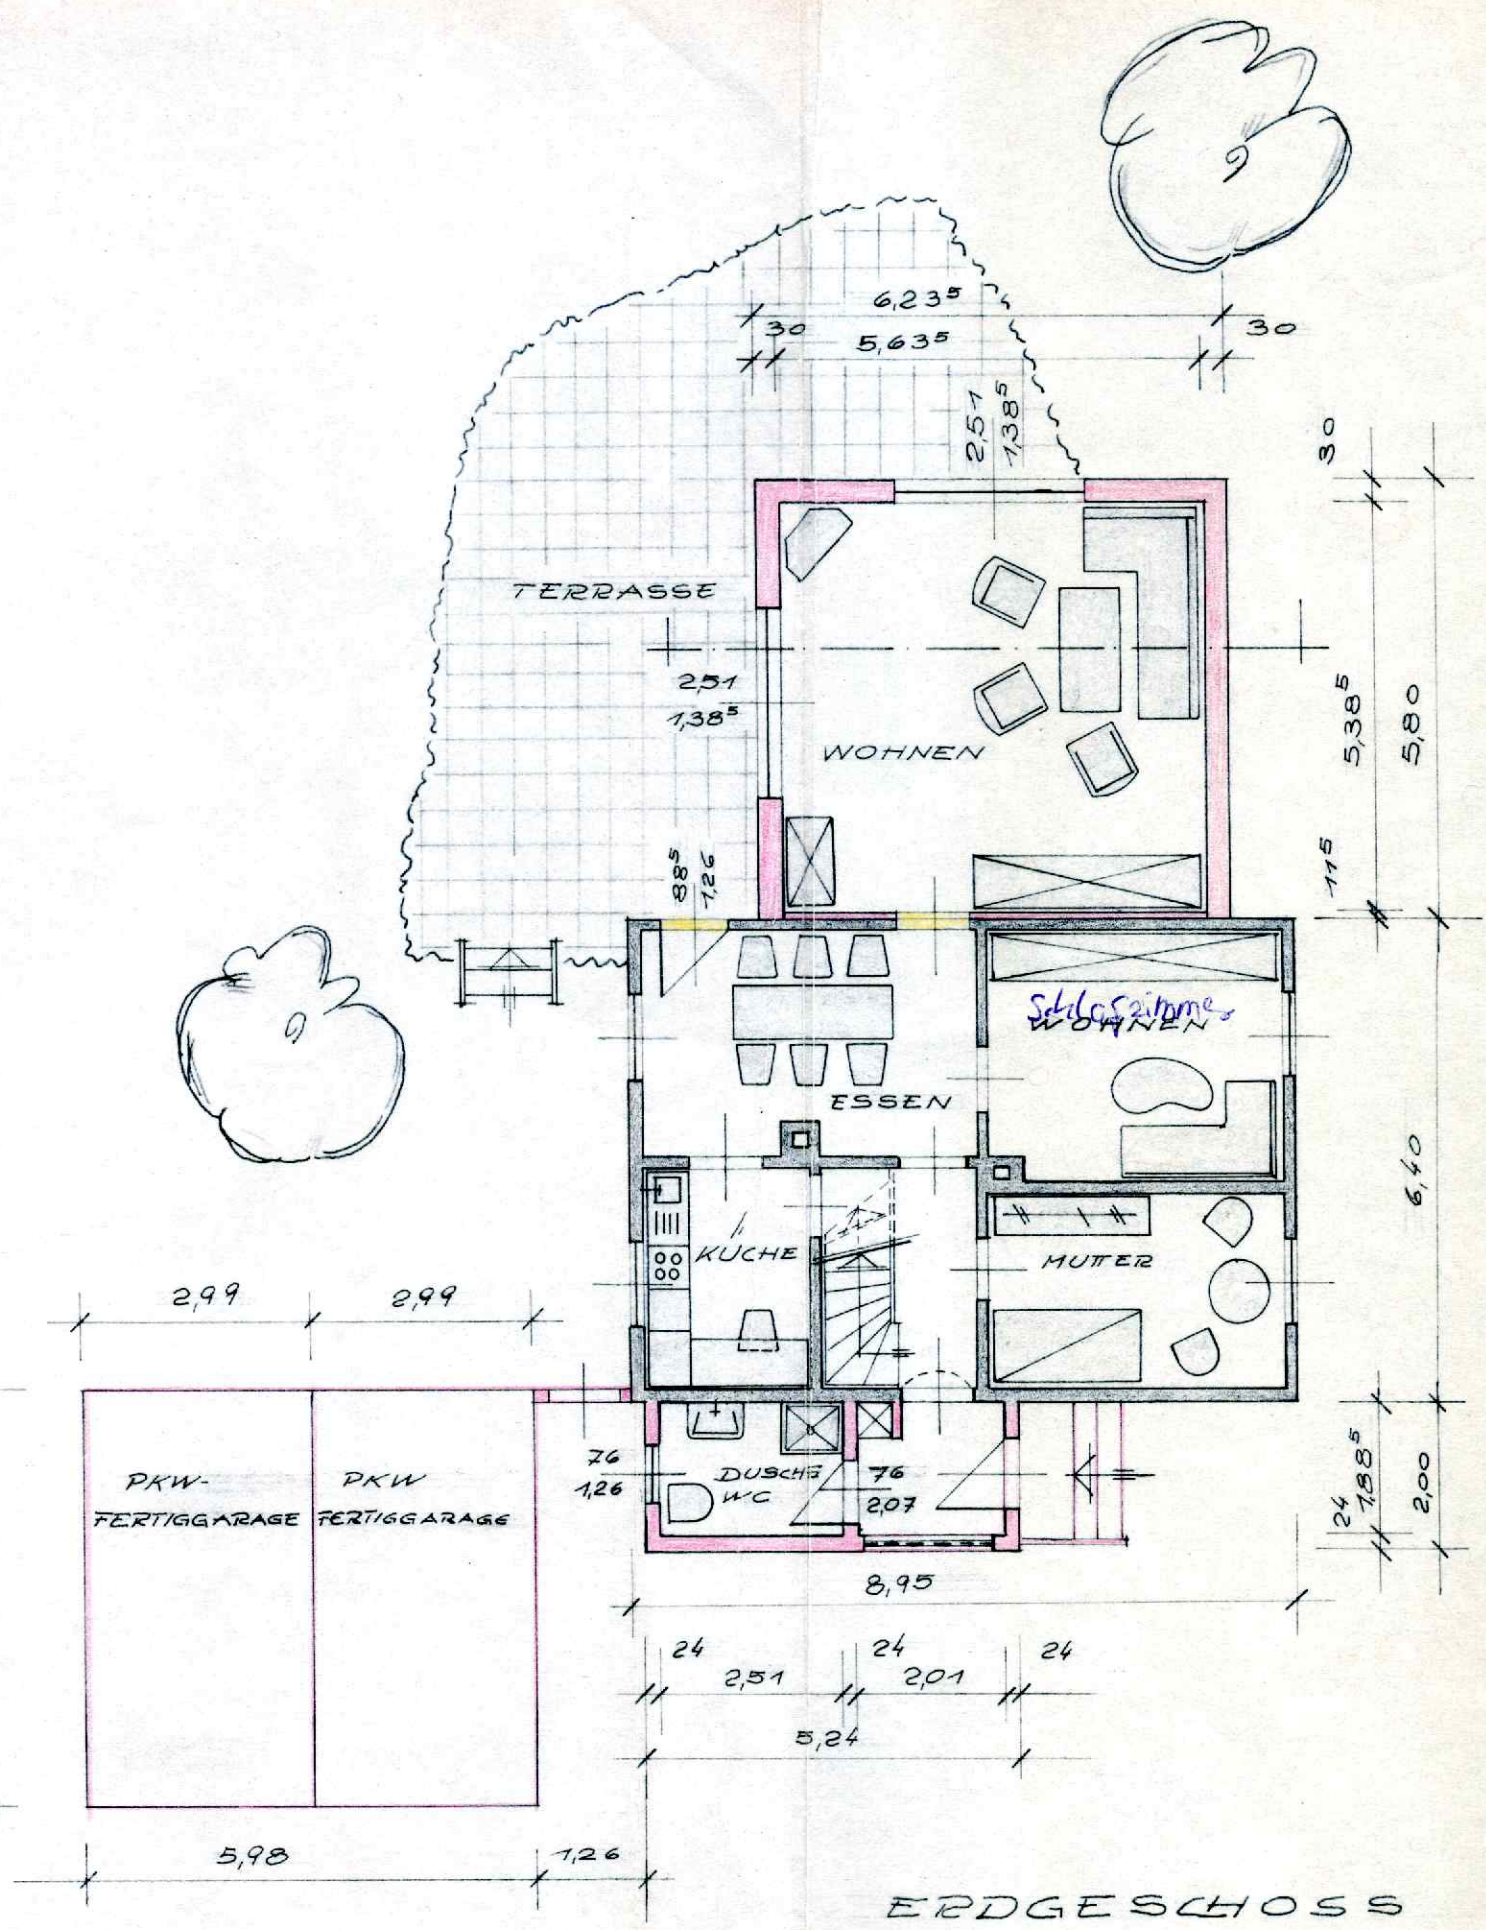 6,23⁵
30
5,63⁵
30
2,51
1,38⁵
30
TERRASSE
2,51
1,38⁵
WOHNEN
5,38⁵
5,80
88⁵
1,26
11⁵
Schlafzimmer
WOHNEN
ESSEN
6,40
KÜCHE
MUTTER
2,99
2,99
PKW-
FERTIGGARAGE
PKW
FERTIGGARAGE
76
1,26
DUSCHE
WC
76
2,07
24
1,88⁵
2,00
8,95
24
24
24
2,51
2,01
5,24
5,98
1,26
ERDGESCHOSS